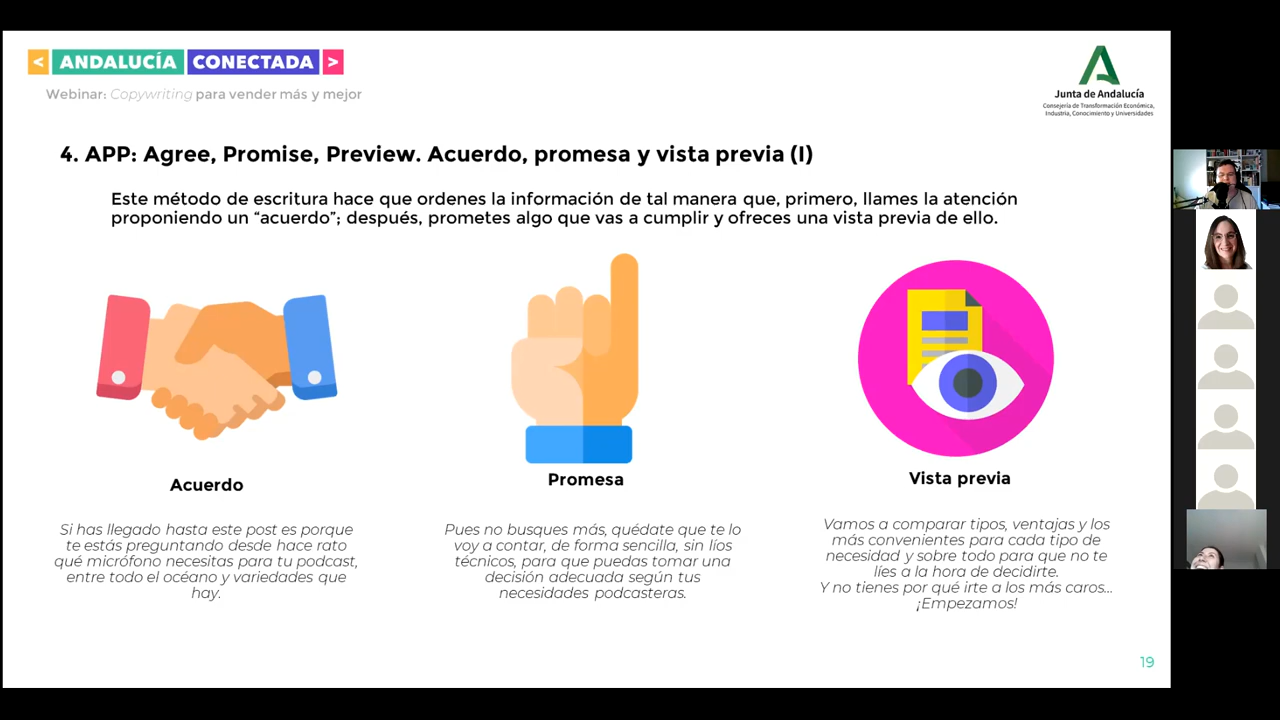 < ANDALUCÍA CONECTADA >
Webinar: Copywriting para vender más y mejor
Junta de Andalucía
Consejería de Transformación Económica,
Industria, Conocimiento y Universidades
4. APP: Agree, Promise, Preview. Acuerdo, promesa y vista previa (I)
Este método de escritura hace que ordenes la información de tal manera que, primero, llames la atención
proponiendo un “acuerdo”; después, prometes algo que vas a cumplir y ofreces una vista previa de ello.
Acuerdo
Si has llegado hasta este post es porque
te estás preguntando desde hace rato
qué micrófono necesitas para tu podcast,
entre todo el océano y variedades que
hay.
Promesa
Pues no busques más, quédate que te lo
voy a contar, de forma sencilla, sin líos
técnicos, para que puedas tomar una
decisión adecuada según tus
necesidades podcasteras.
Vista previa
Vamos a comparar tipos, ventajas y los
más convenientes para cada tipo de
necesidad y sobre todo para que no te
líes a la hora de decidirte.
Y no tienes por qué irte a los más caros...
¡Empezamos!
19